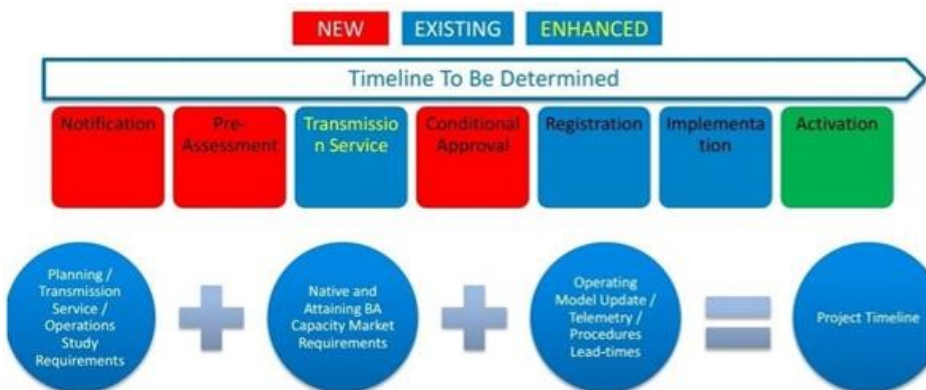 NEW
EXISTING
ENHANCED
Timeline To Be Determined
Notification
Pre-
Assessment
Transmissio
n Service
Conditional
Approval
Registration
Implementa
tion
Activation
Planning /
Transmission
Service /
Operations
Study
Requirements
Native and
Attaining BA
Capacity Market
Requirements
Operating
Model Update /
Telemetry /
Procedures
Lead-times
Project Timeline